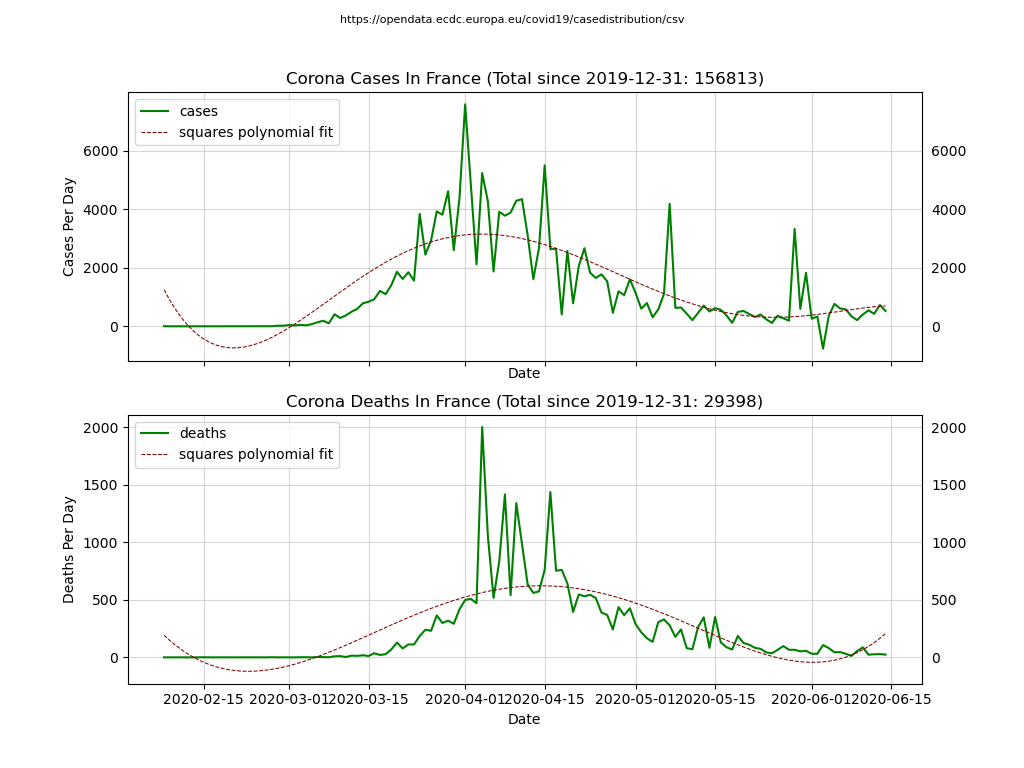 https://opendata.ecdc.europa.eu/covid19/casedistribution/csv
Corona Cases In France (Total since 2019-12-31: 156813)
cases
squares polynomial fit
Cases Per Day
6000
4000
2000
0
6000
4000
2000
0
Date
Corona Deaths In France (Total since 2019-12-31: 29398)
deaths
squares polynomial fit
Deaths Per Day
2000
1500
1000
500
0
2000
1500
1000
500
0
2020-02-15 2020-03-01 2020-03-15 2020-04-01 2020-04-15 2020-05-01 2020-05-15 2020-06-01 2020-06-15
Date